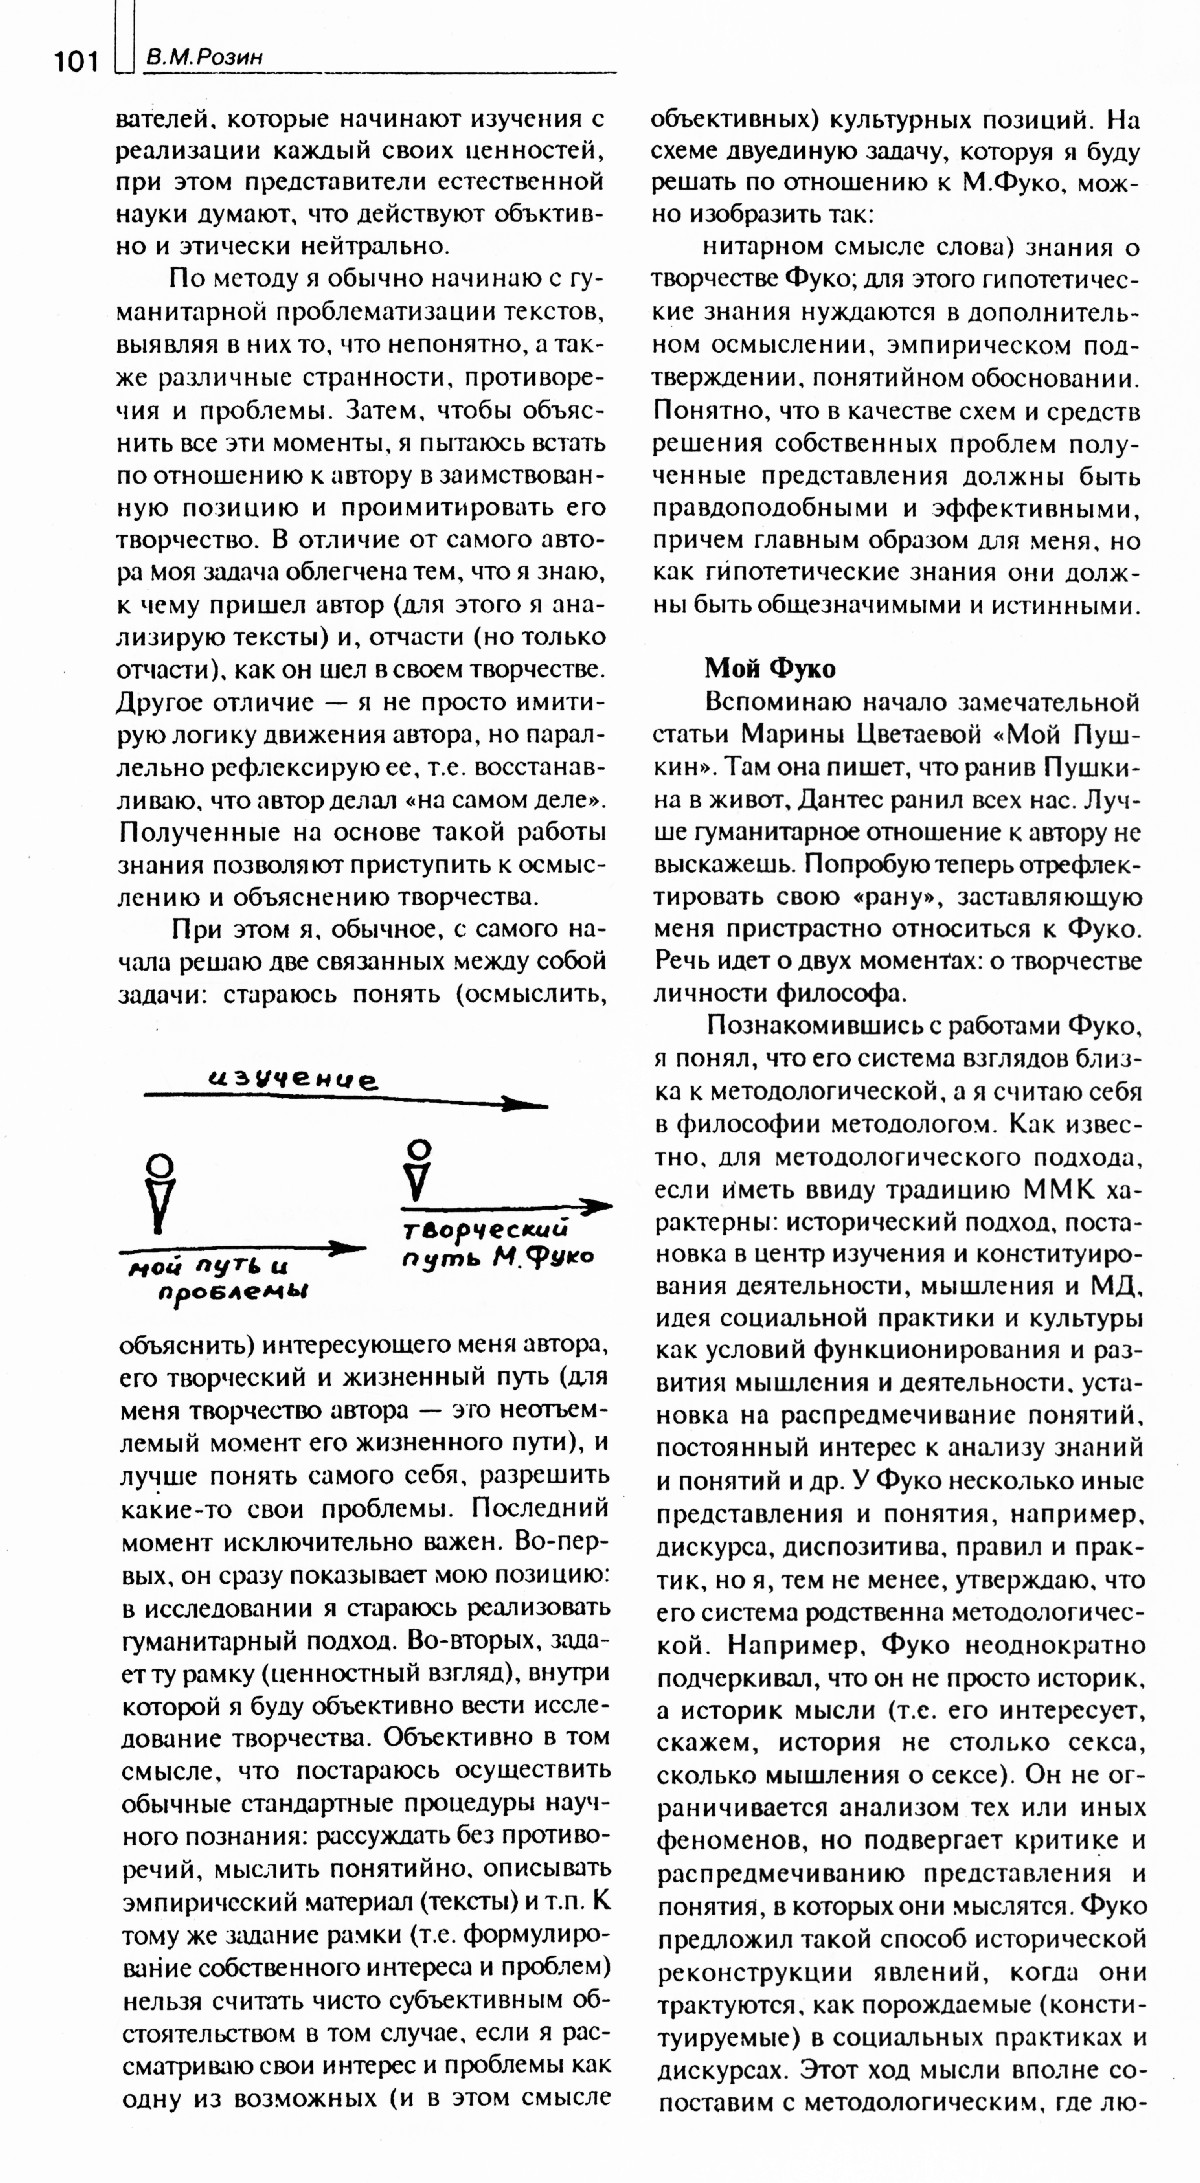 101
В.М.Розин
вателей, которые начинают изучения с
реализации каждый своих ценностей,
при этом представители естественной
науки думают, что действуют объктив-
но и этически нейтрально.
По методу я обычно начинаю с гу-
манитарной проблематизации текстов,
выявляя в них то, что непонятно, а так-
же различные странности, противоре-
чия и проблемы. Затем, чтобы объяс-
нить все эти моменты, я пытаюсь встать
по отношению к автору в заимствован-
ную позицию и проимитировать его
творчество. В отличие от самого авто-
ра моя задача облегчена тем, что я знаю,
к чему пришел автор (для этого я ана-
лизирую тексты) и, отчасти (но только
отчасти), как он шел в своем творчестве.
Другое отличие — я не просто имити-
рую логику движения автора, но парал-
лельно рефлексирую ее, т.е. восстанав-
ливаю, что автор делал «на самом деле».
Полученные на основе такой работы
знания позволяют приступить к осмыс-
лению и объяснению творчества.
При этом я, обычное, с самого на-
чала решаю две связанных между собой
задачи: стараюсь понять (осмыслить,
изучение
творческий
путь М.Фуко
мой путь и
проблемы
объяснить) интересующего меня автора,
его творческий и жизненный путь (для
меня творчество автора — это неотъем-
лемый момент его жизненного пути), и
лучше понять самого себя, разрешить
какие-то свои проблемы. Последний
момент исключительно важен. Во-пер-
вых, он сразу показывает мою позицию:
в исследовании я стараюсь реализовать
гуманитарный подход. Во-вторых, зада-
ет ту рамку (ценностный взгляд), внутри
которой я буду объективно вести иссле-
дование творчества. Объективно в том
смысле, что постараюсь осуществить
обычные стандартные процедуры науч-
ного познания: рассуждать без противо-
речий, мыслить понятийно, описывать
эмпирический материал (тексты) и т.п. К
тому же задание рамки (т.е. формулиро-
вание собственного интереса и проблем)
нельзя считать чисто субъективным об-
стоятельством в том случае, если я рас-
сматриваю свои интерес и проблемы как
одну из возможных (и в этом смысле
объективных) культурных позиций. На
схеме двуединую задачу, которуя я буду
решать по отношению к М.Фуко, мож-
но изобразить так:
нитарном смысле слова) знания о
творчестве Фуко; для этого гипотетичес-
кие знания нуждаются в дополнитель-
ном осмыслении, эмпирическом под-
тверждении, понятийном обосновании.
Понятно, что в качестве схем и средств
решения собственных проблем полу-
ченные представления должны быть
правдоподобными и эффективными,
причем главным образом для меня, но
как гипотетические знания они долж-
ны быть общезначимыми и истинными.
Мой Фуко
Вспоминаю начало замечательной
статьи Марины Цветаевой «Мой Пуш-
кин». Там она пишет, что ранив Пушки-
на в живот, Дантес ранил всех нас. Луч-
ше гуманитарное отношение к автору не
выскажешь. Попробую теперь отрефлек-
тировать свою «рану», заставляющую
меня пристрастно относиться к Фуко.
Речь идет о двух моментах: о творчестве
личности философа.
Познакомившись с работами Фуко,
я понял, что его система взглядов близ-
ка к методологической, а я считаю себя
в философии методологом. Как извес-
тно, для методологического подхода,
если иметь ввиду традицию ММК ха-
рактерны: исторический подход, поста-
новка в центр изучения и конституиро-
вания деятельности, мышления и МД,
идея социальной практики и культуры
как условий функционирования и раз-
вития мышления и деятельности, уста-
новка на распредмечивание понятий,
постоянный интерес к анализу знаний
и понятий и др. У Фуко несколько иные
представления и понятия, например,
дискурса, диспозитива, правил и прак-
тик, но я, тем не менее, утверждаю, что
его система родственна методологичес-
кой. Например, Фуко неоднократно
подчеркивал, что он не просто историк,
а историк мысли (т.е. его интересует,
скажем, история не столько секса,
сколько мышления о сексе). Он не ог-
раничивается анализом тех или иных
феноменов, но подвергает критике и
распредмечиванию представления и
понятия, в которых они мыслятся. Фуко
предложил такой способ исторической
реконструкции явлений, когда они
трактуются, как порождаемые (консти-
туируемые) в социальных практиках и
дискурсах. Этот ход мысли вполне со-
поставим с методологическим, где лю-